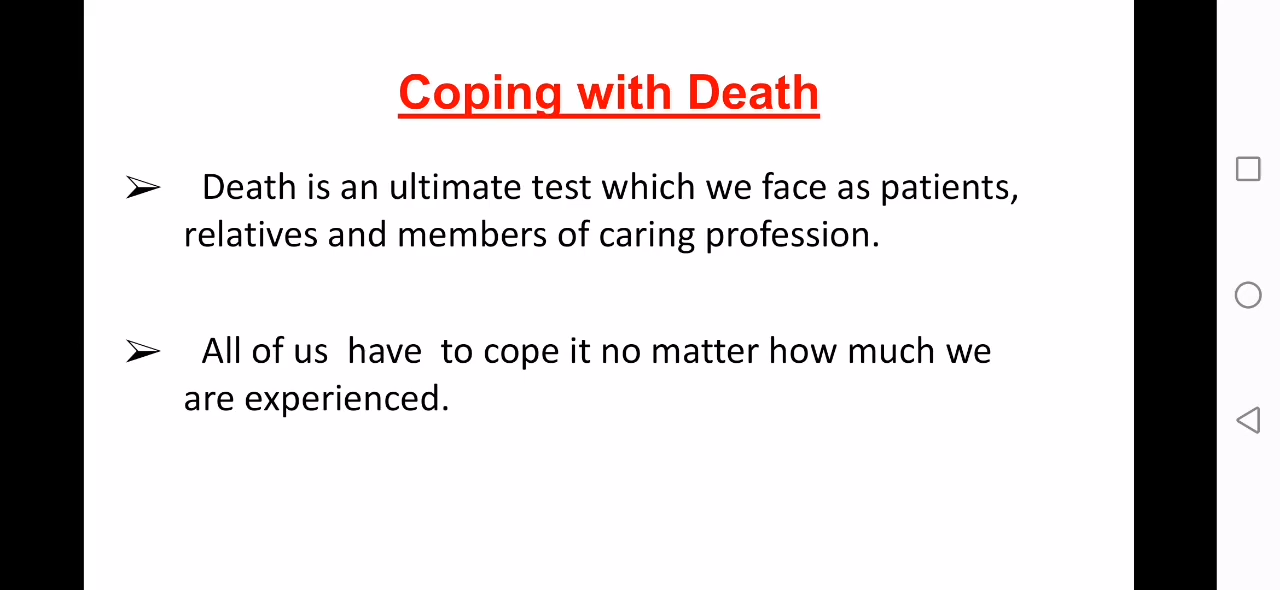 Coping with Death
➢ Death is an ultimate test which we face as patients,
relatives and members of caring profession.
➢ All of us have to cope it no matter how much we
are experienced.